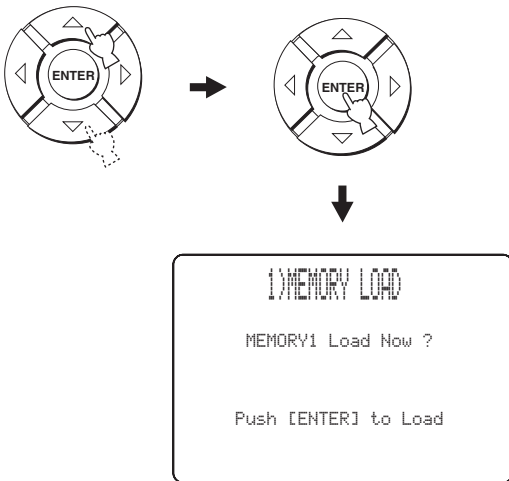 ENTER
ENTER
1)MEMORY LOAD
MEMORY1 Load Now ?
Push [ENTER] to Load